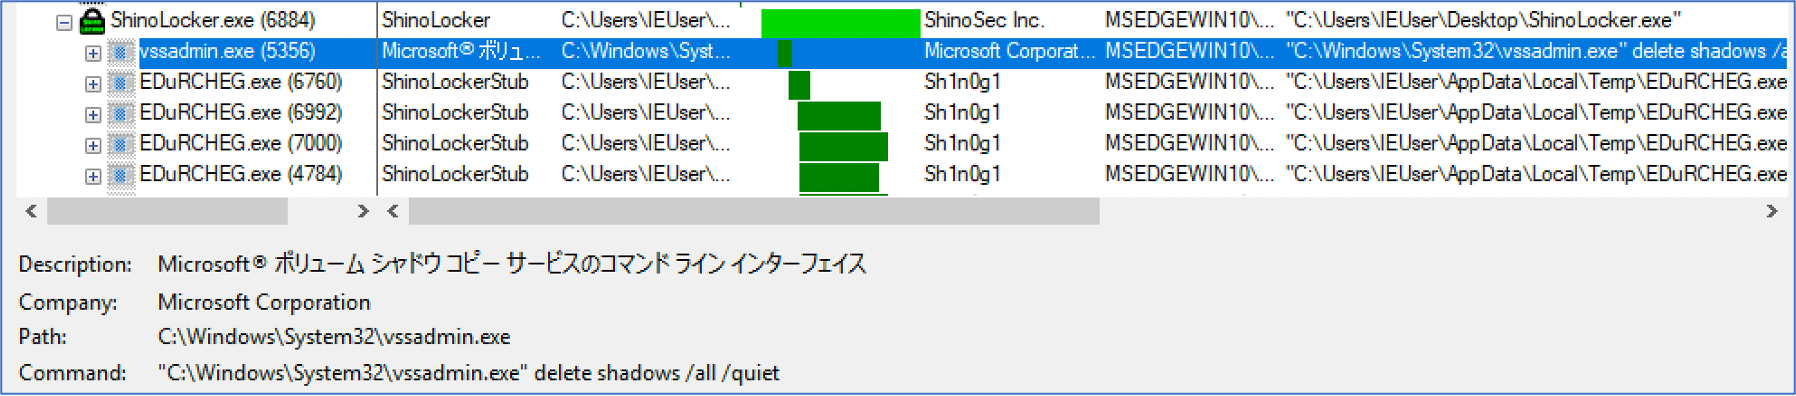 ShinoLocker.exe (6884) ShinoLocker C:\Users\IEUser\... ShinoSec Inc. MSEDGEWIN10\... "C:\Users\IEUser\Desktop\ShinoLocker.exe"
vssadmin.exe (5356) Microsoft® ボリュ... C:\Windows\Syst... Microsoft Corporat... MSEDGEWIN10\... "C:\Windows\System32\vssadmin.exe" delete shadows /a
EDuRCHEG.exe (6760) ShinoLockerStub C:\Users\IEUser\... Sh1n0g1 MSEDGEWIN10\... "C:\Users\IEUser\AppData\Local\Temp\EDuRCHEG.exe
EDuRCHEG.exe (6992) ShinoLockerStub C:\Users\IEUser\... Sh1n0g1 MSEDGEWIN10\... "C:\Users\IEUser\AppData\Local\Temp\EDuRCHEG.exe
EDuRCHEG.exe (7000) ShinoLockerStub C:\Users\IEUser\... Sh1n0g1 MSEDGEWIN10\... "C:\Users\IEUser\AppData\Local\Temp\EDuRCHEG.exe
EDuRCHEG.exe (4784) ShinoLockerStub C:\Users\IEUser\... Sh1n0g1 MSEDGEWIN10\... "C:\Users\IEUser\AppData\Local\Temp\EDuRCHEG.exe
Description: Microsoft® ボリューム シャドウ コピー サービスのコマンド ライン インターフェイス
Company: Microsoft Corporation
Path: C:\Windows\System32\vssadmin.exe
Command: "C:\Windows\System32\vssadmin.exe" delete shadows /all /quiet